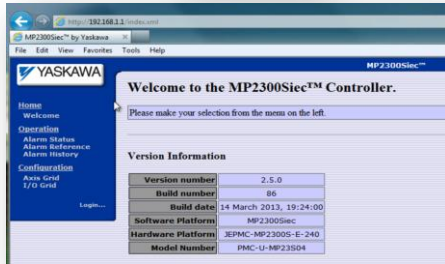 http://192.168.1.1/index.xml
MP2300Siec™ by Yaskawa
File Edit View Favorites Tools Help
MP2300Siec™
YASKAWA
Home
Welcome
Operation
Alarm Status
Alarm Reference
Alarm History
Configuration
Axis Grid
I/O Grid
Login...
Welcome to the MP2300Siec™ Controller.
Please make your selection from the menu on the left.
Version Information
Version number 2.5.0
Build number 86
Build date 14 March 2013, 19:24:00
Software Platform MP2300Siec
Hardware Platform JEPMC-MP2300S-E-240
Model Number PMC-U-MP23S04